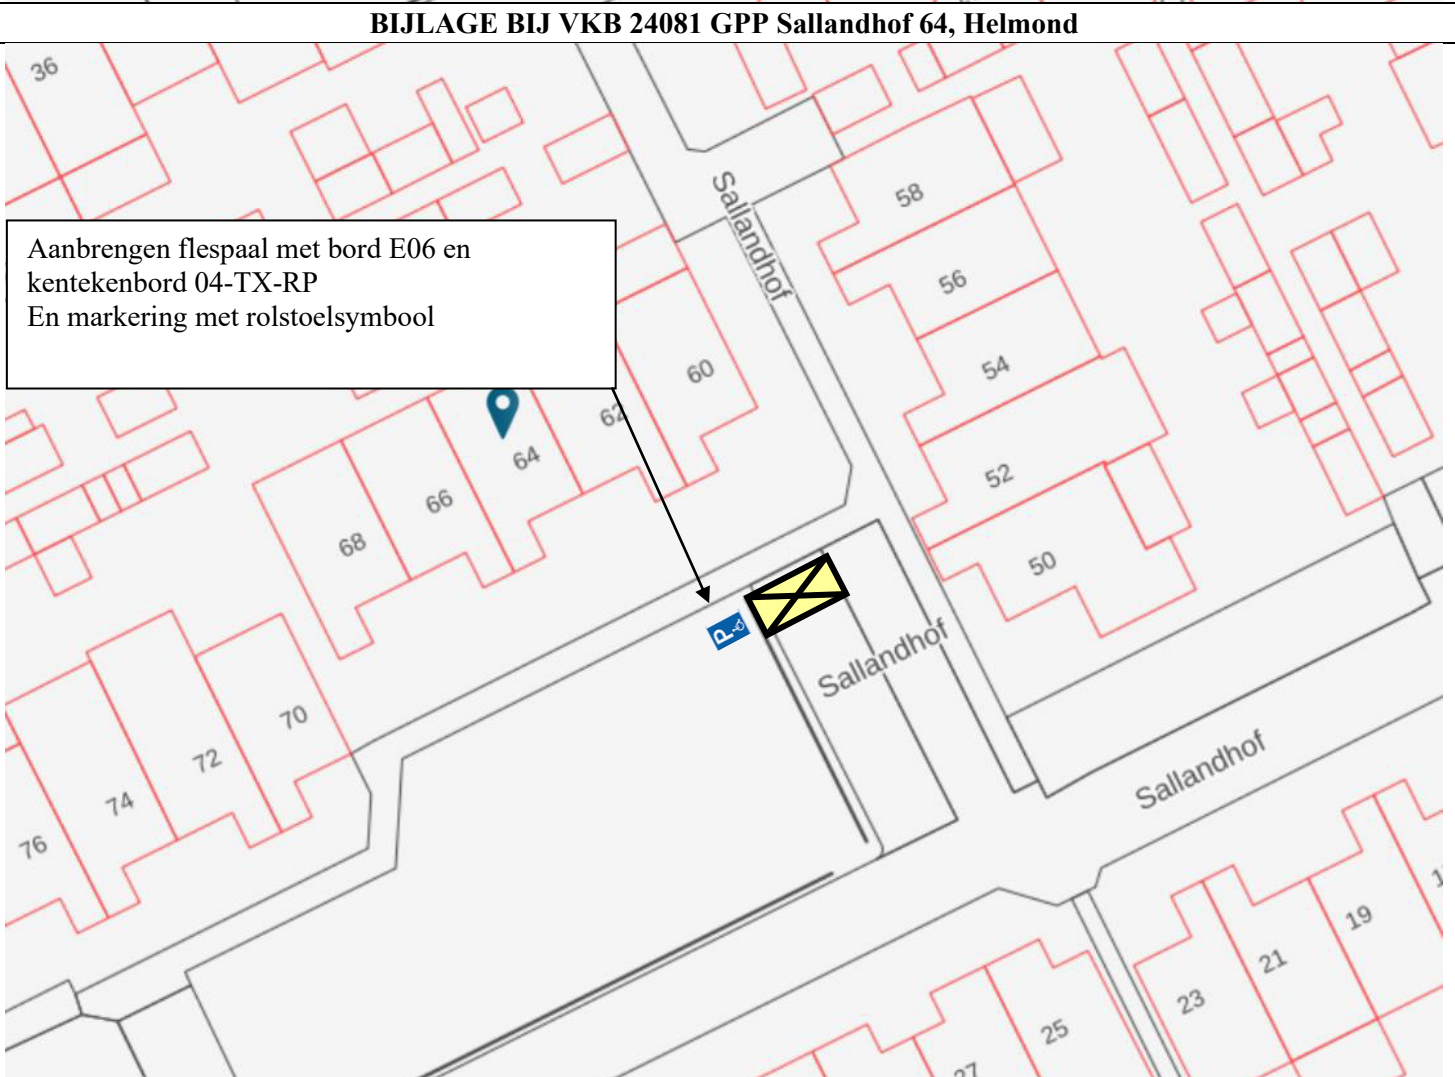 BIJLAGE BIJ VKB 24081 GPP Sallandhof 64, Helmond
36
Sallandhof
58
Aanbrengen flespaal met bord E06 en
kentekenbord 04-TX-RP
En markering met rolstoelsymbool
56
54
60
62
64
52
66
68
50
P
Sallandhof
70
72
Sallandhof
74
76
19
21
23
25
27